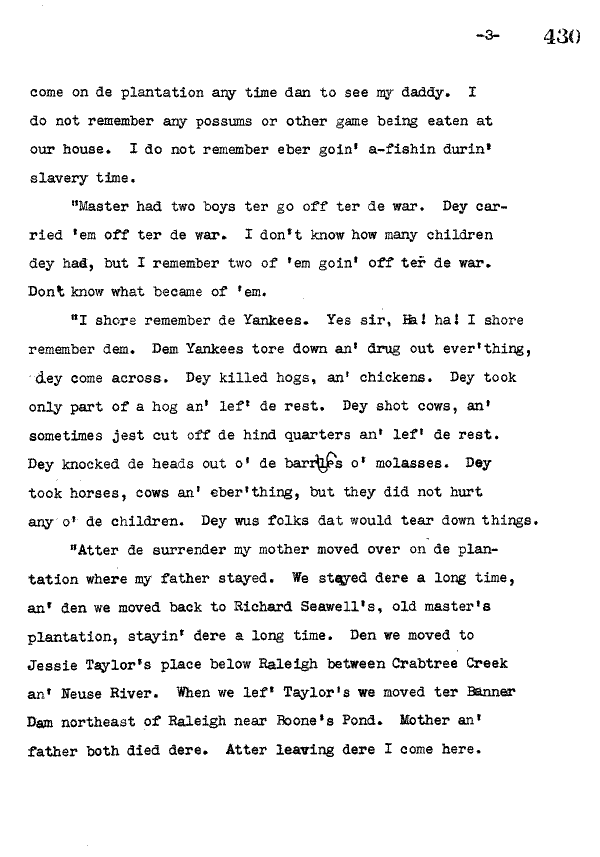 -3- 430
come on de plantation any time dan to see my daddy. I
do not remember any possums or other game being eaten at
our house. I do not remember eber goin' a-fishin durin'
slavery time.
"Master had two boys ter go off ter de war. Dey car-
ried 'em off ter de war. I don't know how many children
dey had, but I remember two of 'em goin' off ter de war.
Dont know what became of 'em.
"I shore remember de Yankees. Yes sir, Ha! ha! I shore
remember dem. Dem Yankees tore down an' drug out ever'thing,
dey come across. Dey killed hogs, an' chickens. Dey took
only part of a hog an' lef' de rest. Dey shot cows, an'
sometimes jest cut off de hind quarters an' lef' de rest.
Dey knocked de heads out o' de o' molasses. Dey
took horses, cows an' eber'thing, but they did not hurt
any o' de children. Dey wus folks dat would tear down things.
"Atter de surrender my mother moved over on de plan-
tation where my father stayed. We stayed dere a long time,
an' den we moved back to Richard Seawell's, old master's
plantation, stayin' dere a long time. Den we moved to
Jessie Taylor's place below Raleigh between Crabtree Creek
an' Neuse River. When we lef' Taylor's we moved ter Banner
Dam northeast of Raleigh near Boone's Pond. Mother an'
father both died dere. Atter leaving dere I come here.